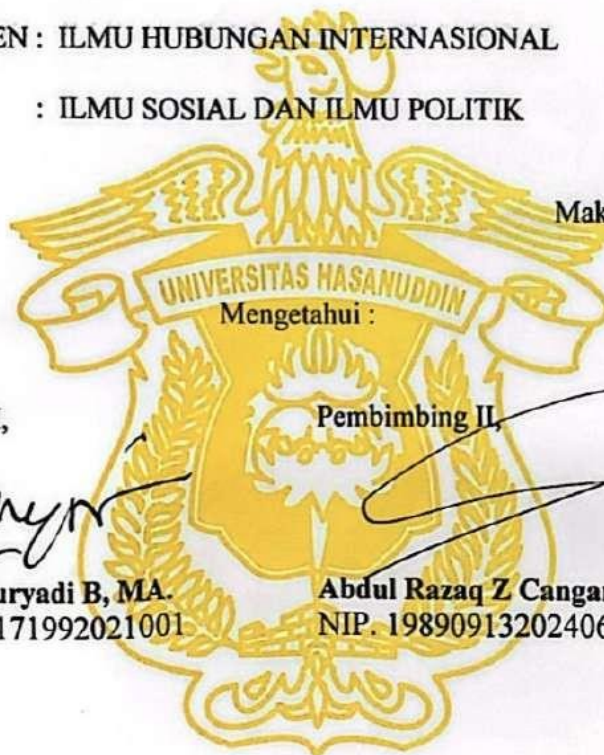 EN : ILMU HUBUNGAN INTERNASIONAL
: ILMU SOSIAL DAN ILMU POLITIK
Mak
UNIVERSITAS HASANUDDIN
Mengetahui :
I,
Pembimbing II,
uryadi B, MA.
Abdul Razaq Z Cangar
171992021001
NIP. 19890913202406